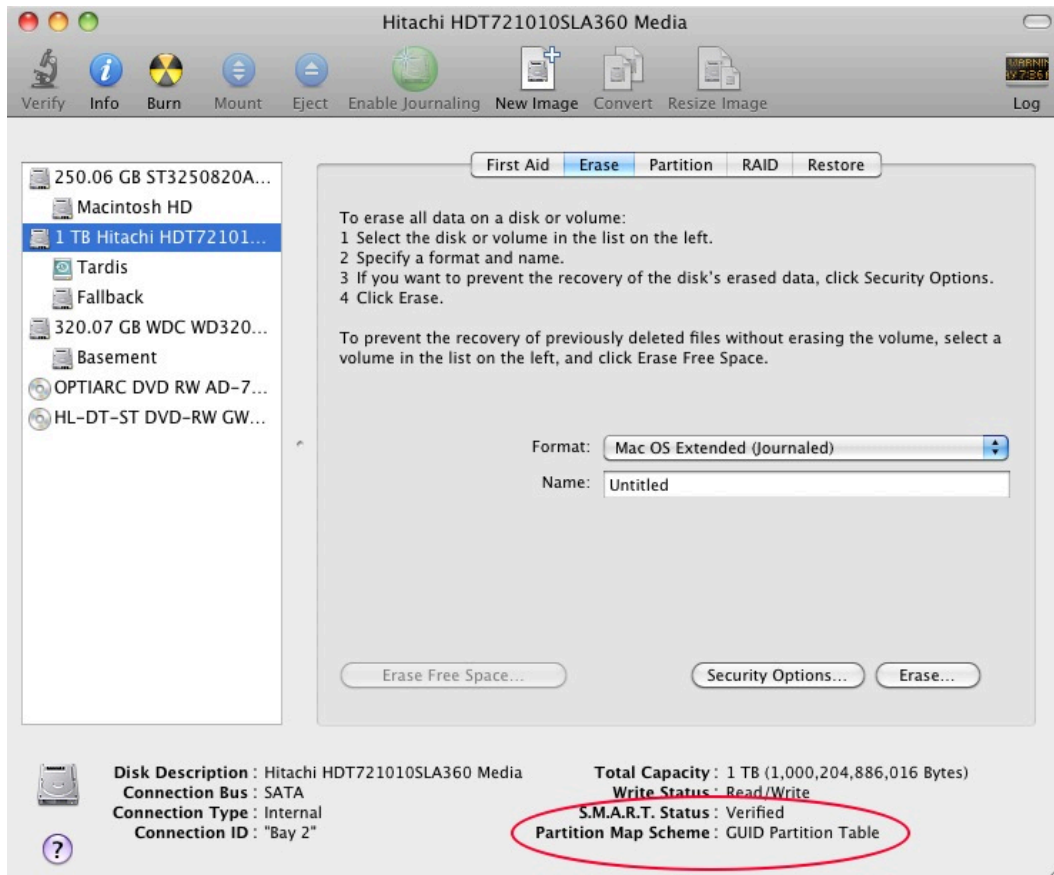 Hitachi HDT721010SLA360 Media
Verify Info Burn Mount Eject Enable Journaling New Image Convert Resize Image Log
First Aid Erase Partition RAID Restore
250.06 GB ST3250820A...
Macintosh HD
1 TB Hitachi HDT72101...
Tardis
Fallback
320.07 GB WDC WD320...
Basement
OPTIARC DVD RW AD-7...
HL-DT-ST DVD-RW GW...
To erase all data on a disk or volume:
1 Select the disk or volume in the list on the left.
2 Specify a format and name.
3 If you want to prevent the recovery of the disk's erased data, click Security Options.
4 Click Erase.
To prevent the recovery of previously deleted files without erasing the volume, select a
volume in the list on the left, and click Erase Free Space.
Format: Mac OS Extended (Journaled)
Name: Untitled
Erase Free Space... Security Options... Erase...
Disk Description : Hitachi HDT721010SLA360 Media
Connection Bus : SATA
Connection Type : Internal
Connection ID : "Bay 2"
Total Capacity : 1 TB (1,000,204,886,016 Bytes)
Write Status : Read/Write
S.M.A.R.T. Status : Verified
Partition Map Scheme : GUID Partition Table
?